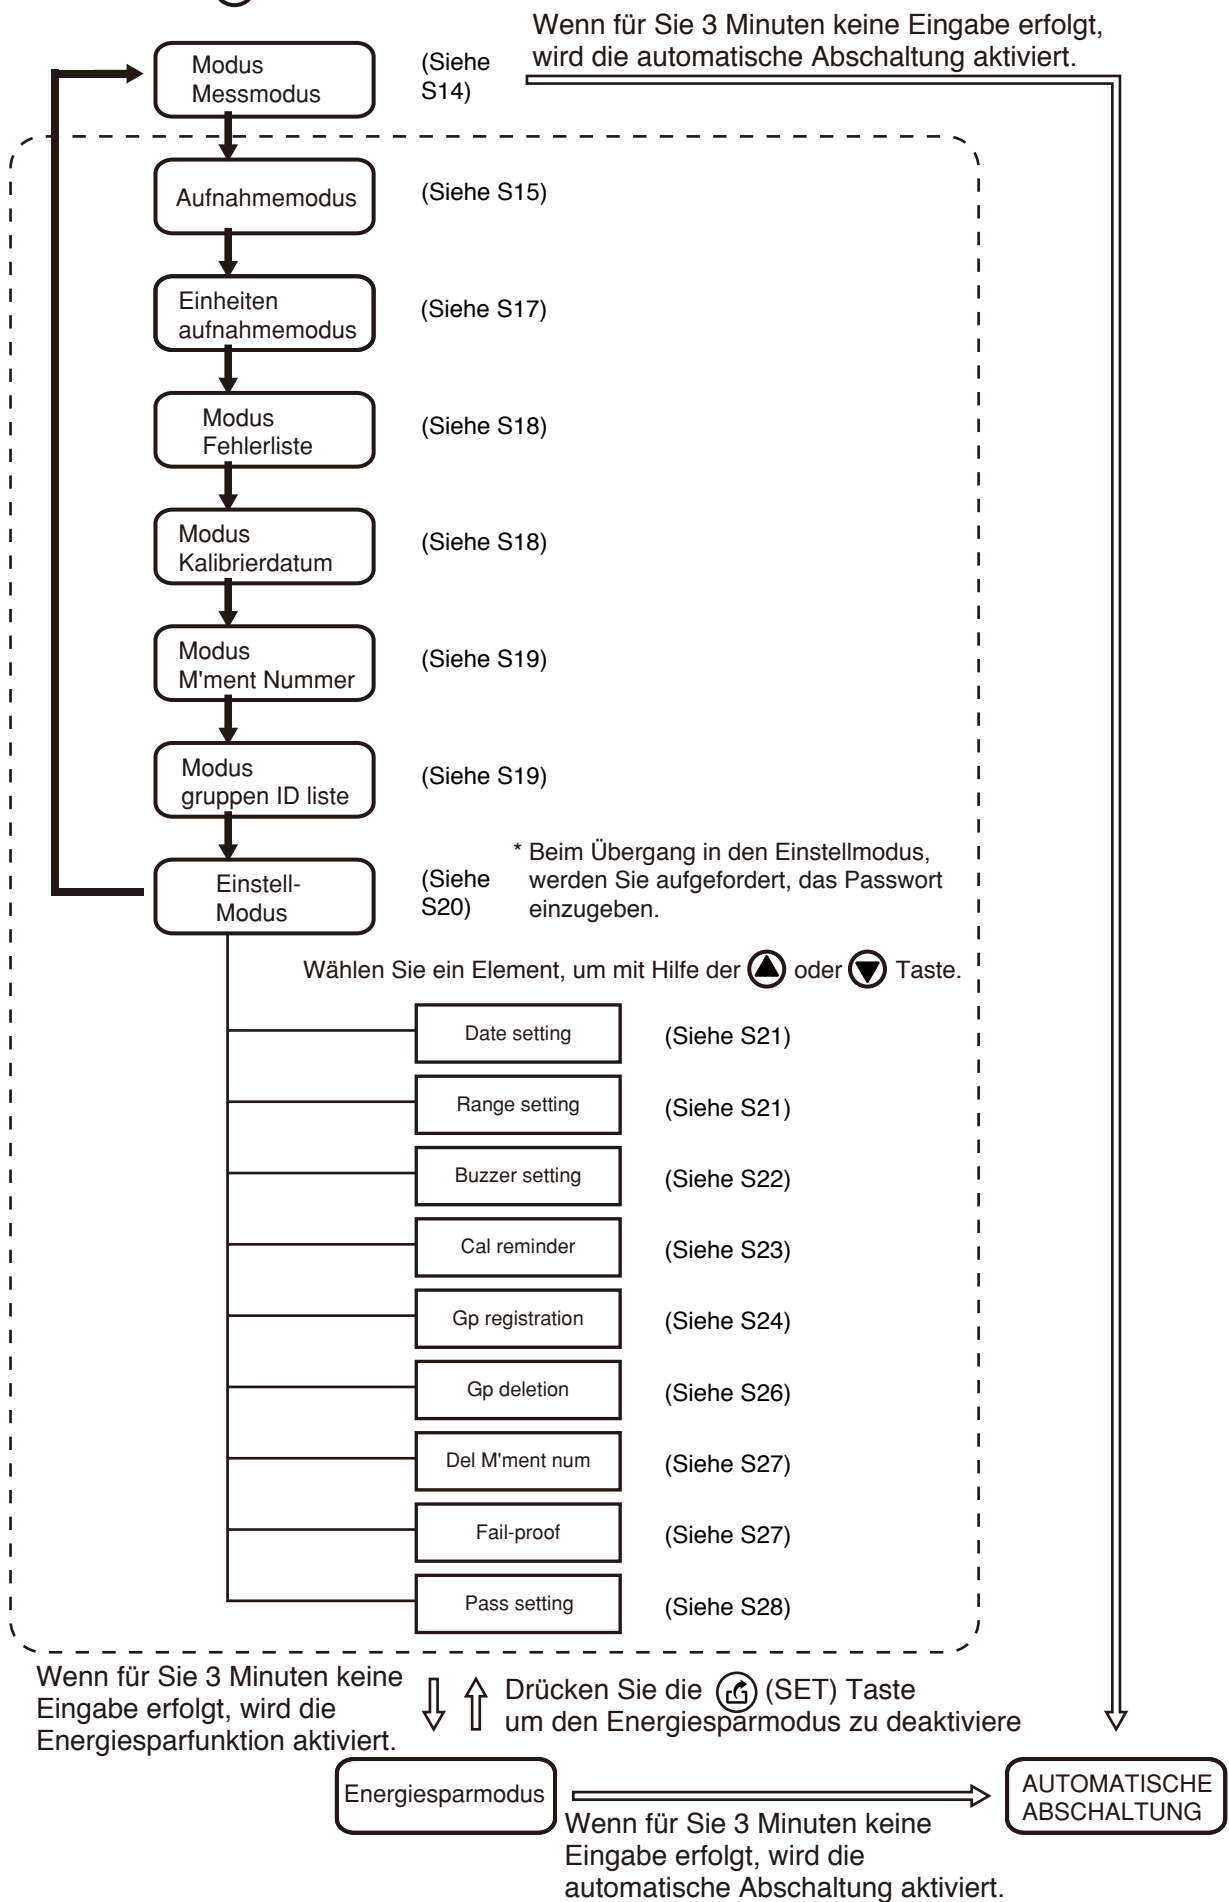 Wenn für Sie 3 Minuten keine Eingabe erfolgt,
wird die automatische Abschaltung aktiviert.
Modus
Messmodus
(Siehe
S14)
Aufnahmemodus
(Siehe S15)
Einheiten
aufnahmemodus
(Siehe S17)
Modus
Fehlerliste
(Siehe S18)
Modus
Kalibrierdatum
(Siehe S18)
Modus
M'ment Nummer
(Siehe S19)
Modus
gruppen ID liste
(Siehe S19)
Einstell-
Modus
(Siehe
S20)
* Beim Übergang in den Einstellmodus,
werden Sie aufgefordert, das Passwort
einzugeben.
Wählen Sie ein Element, um mit Hilfe der ▲ oder ▼ Taste.
Date setting (Siehe S21)
Range setting (Siehe S21)
Buzzer setting (Siehe S22)
Cal reminder (Siehe S23)
Gp registration (Siehe S24)
Gp deletion (Siehe S26)
Del M'ment num (Siehe S27)
Fail-proof (Siehe S27)
Pass setting (Siehe S28)
Wenn für Sie 3 Minuten keine
Eingabe erfolgt, wird die
Energiesparfunktion aktiviert.
Drücken Sie die (SET) Taste
um den Energiesparmodus zu deaktiviere
Energiesparmodus
Wenn für Sie 3 Minuten keine
Eingabe erfolgt, wird die
automatische Abschaltung aktiviert.
AUTOMATISCHE
ABSCHALTUNG